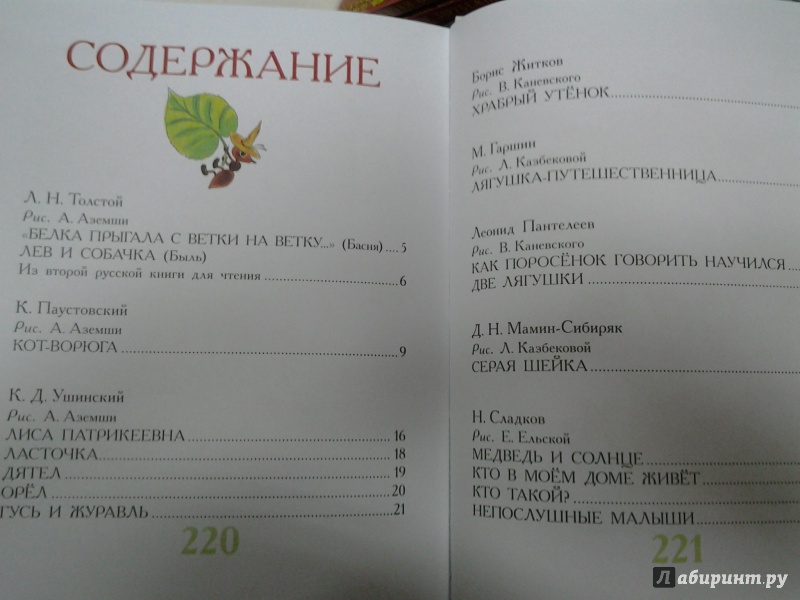 СОДЕРЖАНИЕ
Л. Н. Толстой
Рис. А. Аземши
«БЕЛКА ПРЫГАЛА С ВЕТКИ НА ВЕТКУ...» (Басня) .... 5
ЛЕВ И СОБАЧКА (Быль)
Из второй русской книги для чтения ........ 6
К. Паустовский
Рис. А. Аземши
КОТ-ВОРЮГА ........ 9
К. Д. Ушинский
Рис. А. Аземши
ЛИСА ПАТРИКЕЕВНА ........ 16
ЛАСТОЧКА ........ 18
ДЯТЕЛ ........ 19
ОРЁЛ ........ 20
ГУСЬ И ЖУРАВЛЬ ........ 21
220
Борис Житков
Рис. В. Каневского
ХРАБРЫЙ УТЁНОК ........
М. Гаршин
Рис. Л. Казбековой
ЛЯГУШКА-ПУТЕШЕСТВЕННИЦА ........
Леонид Пантелеев
Рис. В. Каневского
КАК ПОРОСЁНОК ГОВОРИТЬ НАУЧИЛСЯ ....
ДВЕ ЛЯГУШКИ ........
Д. Н. Мамин-Сибиряк
Рис. Л. Казбековой
СЕРАЯ ШЕЙКА ........
Н. Сладков
Рис. Е. Ельской
МЕДВЕДЬ И СОЛНЦЕ ........
КТО В МОЁМ ДОМЕ ЖИВЁТ ........
КТО ТАКОЙ? ........
НЕПОСЛУШНЫЕ МАЛЫШИ ........
221
Лабиринт.ру